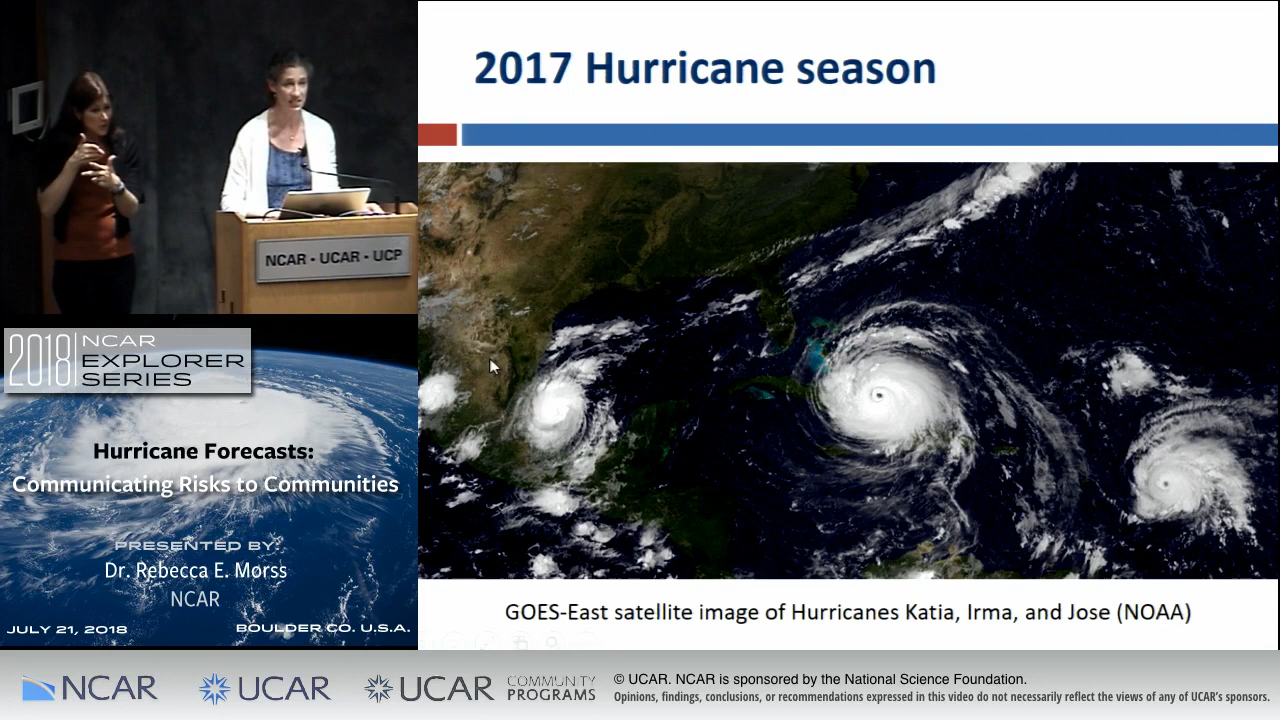 2017 Hurricane season
NCAR • UCAR • UCP
2018 NCAR
EXPLORER
SERIES
Hurricane Forecasts:
Communicating Risks to Communities
PRESENTED BY:
Dr. Rebecca E. Morss
NCAR
JULY 21, 2018
BOULDER CO. U.S.A.
GOES-East satellite image of Hurricanes Katia, Irma, and Jose (NOAA)
NCAR
UCAR
UCAR COMMUNITY
PROGRAMS
© UCAR. NCAR is sponsored by the National Science Foundation.
Opinions, findings, conclusions, or recommendations expressed in this video do not necessarily reflect the views of any of UCAR's sponsors.